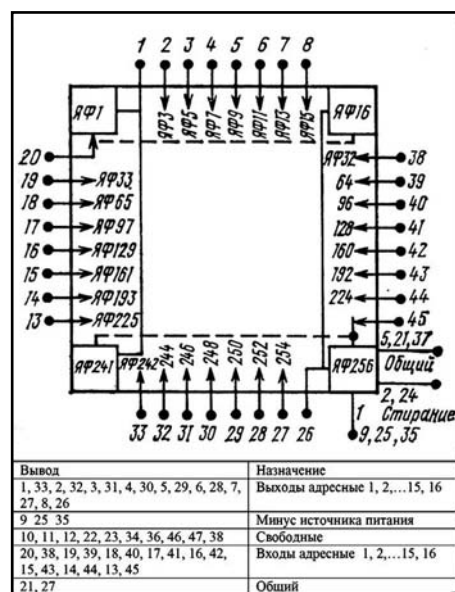 1 2 3 4 5 6 7 8
ЯФ1 ЯФ3 ЯФ5 ЯФ7 ЯФ9 ЯФ11 ЯФ13 ЯФ15 ЯФ16
20 ЯФ32 38
19 ЯФ33 64 39
18 ЯФ65 96 40
17 ЯФ97 128 41
16 ЯФ129 160 42
15 ЯФ161 192 43
14 ЯФ193 224 44
13 ЯФ225 45
5,21,37
Общий
ЯФ241 ЯФ242 244 246 248 250 252 254 ЯФ256
2, 24
Стирание
33 32 31 30 29 28 27 26 1 9, 25, 35
Вывод Назначение
1, 33, 2, 32, 3, 31, 4, 30, 5, 29, 6, 28, 7, Выходы адресные 1, 2,...15, 16
27, 8, 26
9 25 35 Минус источника питания
10, 11, 12, 22, 23, 34, 36, 46, 47, 38 Свободные
20, 38, 19, 39, 18, 40, 17, 41, 16, 42, Входы адресные 1, 2,...15, 16
15, 43, 14, 44, 13, 45
21, 27 Общий